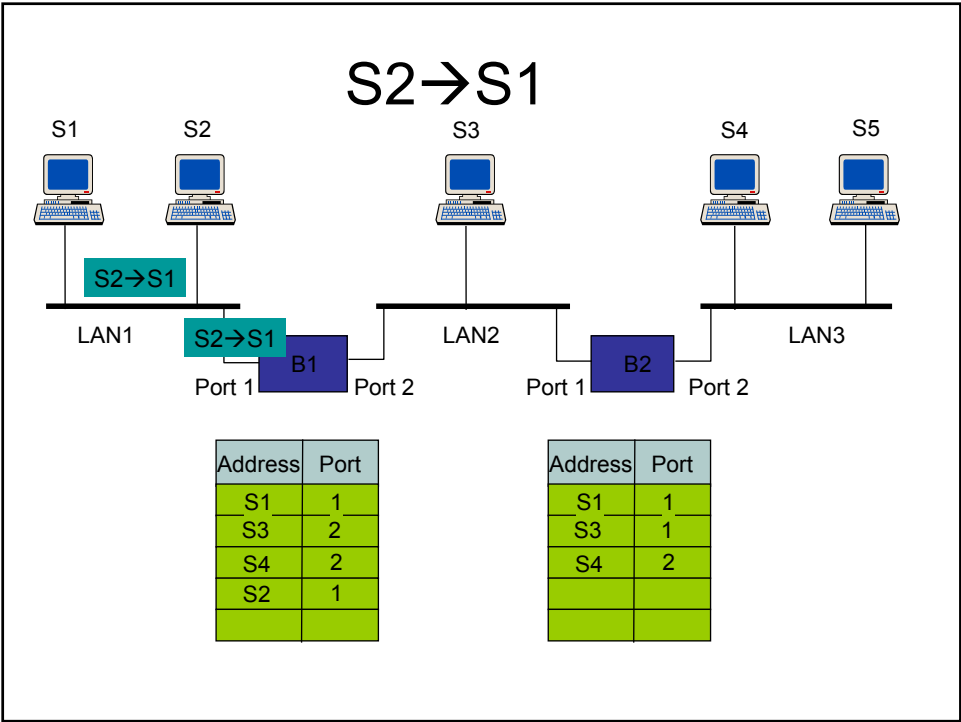 S2→S1
S1 S2 S3 S4 S5
S2→S1
LAN1 LAN2 LAN3
S2→S1
B1 B2
Port 1 Port 2 Port 1 Port 2
Address Port Address Port
S1 1 S1 1
S3 2 S3 1
S4 2 S4 2
S2 1